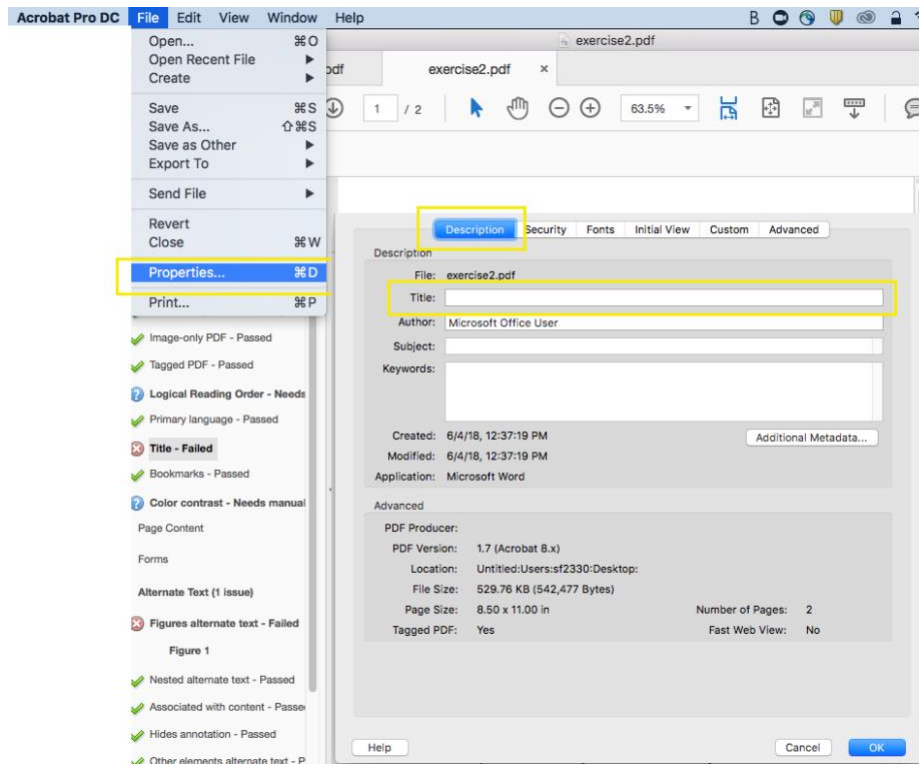 Acrobat Pro DC File Edit View Window Help
Open... ⌘O
Open Recent File ▶
Create ▶
Save ⌘S
Save As... ⇧⌘S
Save as Other ▶
Export To ▶
Send File ▶
Revert
Close ⌘W
Properties... ⌘D
Print... ⌘P
exercise2.pdf
pdf exercise2.pdf ×
1 / 2 63.5%
Image-only PDF - Passed
Tagged PDF - Passed
Logical Reading Order - Needs
Primary language - Passed
Title - Failed
Bookmarks - Passed
Color contrast - Needs manual
Page Content
Forms
Alternate Text (1 issue)
Figures alternate text - Failed
Figure 1
Nested alternate text - Passed
Associated with content - Passe
Hides annotation - Passed
Other elements alternate text - P
Description Security Fonts Initial View Custom Advanced
Description
File: exercise2.pdf
Title:
Author: Microsoft Office User
Subject:
Keywords:
Created: 6/4/18, 12:37:19 PM
Modified: 6/4/18, 12:37:19 PM
Application: Microsoft Word
Additional Metadata...
Advanced
PDF Producer:
PDF Version: 1.7 (Acrobat 8.x)
Location: Untitled:Users:sf2330:Desktop:
File Size: 529.76 KB (542,477 Bytes)
Page Size: 8.50 x 11.00 in Number of Pages: 2
Tagged PDF: Yes Fast Web View: No
Help Cancel OK